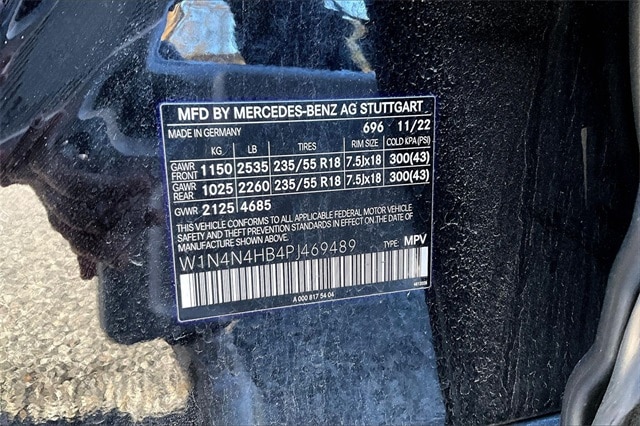 MFD BY MERCEDES-BENZ AG STUTTGART
MADE IN GERMANY 696 11/22
KG LB TIRES RIM SIZE COLD KPA(PSI)
GAWR FRONT 1150 2535 235/55 R18 7.5Jx18 300(43)
GAWR REAR 1025 2260 235/55 R18 7.5Jx18 300(43)
GVWR 2125 4685
THIS VEHICLE CONFORMS TO ALL APPLICABLE FEDERAL MOTOR VEHICLE
SAFETY AND THEFT PREVENTION STANDARDS IN EFFECT ON THE DATE OF
MANUFACTURE SHOWN ABOVE.
W1N4N4HB4PJ469489 TYPE: MPV
A 000 817 54 04